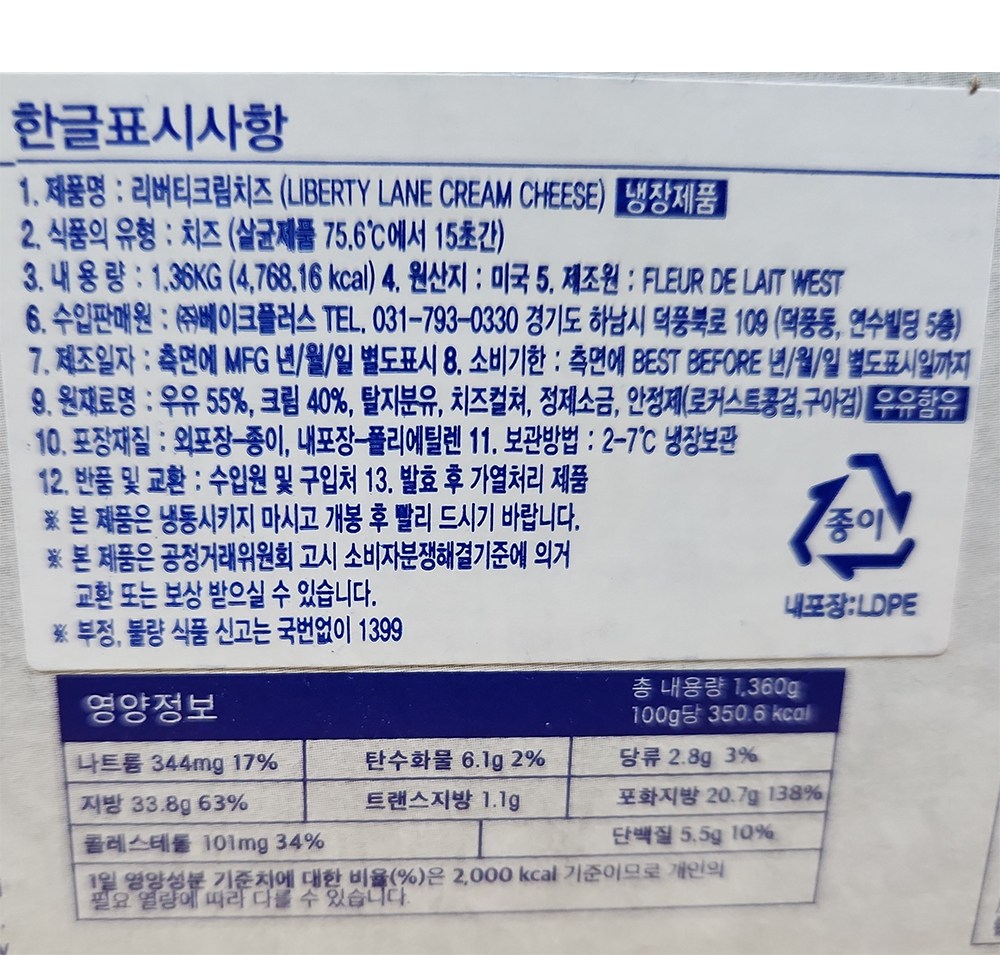 한글표시사항
1. 제품명 : 리버티크림치즈 (LIBERTY LANE CREAM CHEESE) 냉장제품
2. 식품의 유형 : 치즈 (살균제품 75.6℃에서 15초간)
3. 내 용 량 : 1.36KG (4,768.16 kcal) 4. 원산지 : 미국 5. 제조원 : FLEUR DE LAIT WEST
6. 수입판매원 : ㈜베이크플러스 TEL. 031-793-0330 경기도 하남시 덕풍북로 109 (덕풍동, 연수빌딩 5층)
7. 제조일자 : 측면에 MFG 년/월/일 별도표시 8. 소비기한 : 측면에 BEST BEFORE 년/월/일 별도표시일까지
9. 원재료명 : 우유 55%, 크림 40%, 탈지분유, 치즈컬쳐, 정제소금, 안정제(로커스트콩검,구아검) 우유함유
10. 포장재질 : 외포장-종이, 내포장-폴리에틸렌 11. 보관방법 : 2-7℃ 냉장보관
12. 반품 및 교환 : 수입원 및 구입처 13. 발효 후 가열처리 제품
※ 본 제품은 냉동시키지 마시고 개봉 후 빨리 드시기 바랍니다.
※ 본 제품은 공정거래위원회 고시 소비자분쟁해결기준에 의거
교환 또는 보상 받으실 수 있습니다.
※ 부정, 불량 식품 신고는 국번없이 1399
종이
내포장:LDPE
영양정보
총 내용량 1,360g
100g당 350.6 kcal
나트륨 344mg 17% 탄수화물 6.1g 2% 당류 2.8g 3%
지방 33.8g 63% 트랜스지방 1.1g 포화지방 20.7g 138%
콜레스테롤 101mg 34% 단백질 5.5g 10%
1일 영양성분 기준치에 대한 비율(%)은 2,000 kcal 기준이므로 개인의
필요 열량에 따라 다를 수 있습니다.